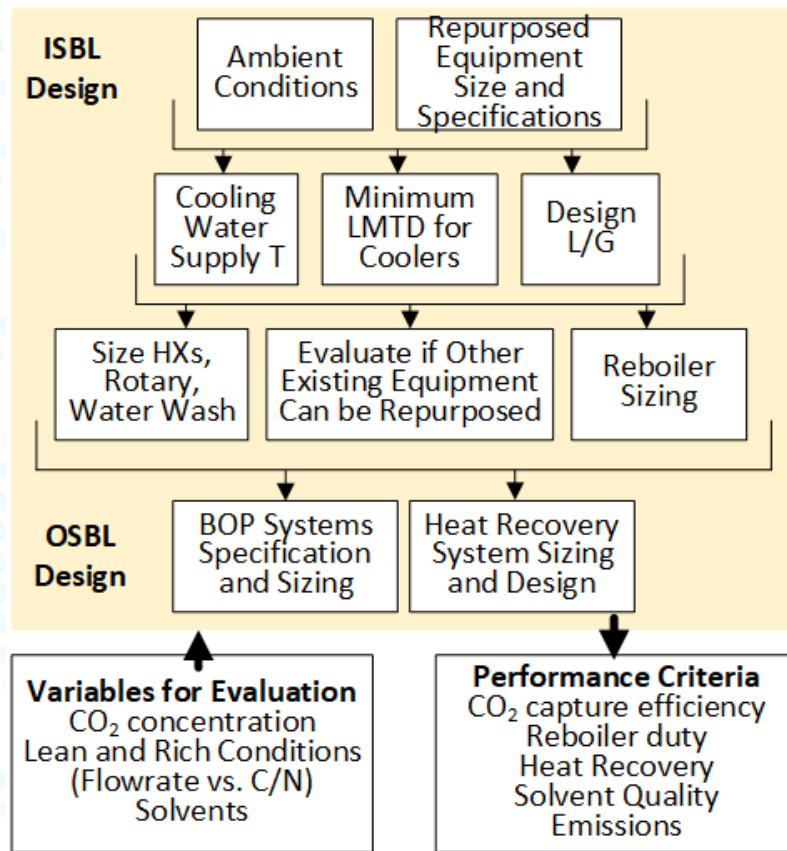 ISBL
Design
Ambient
Conditions
Repurposed
Equipment
Size and
Specifications
Cooling
Water
Supply T
Minimum
LMTD for
Coolers
Design
L/G
Size HXs,
Rotary,
Water Wash
Evaluate if Other
Existing Equipment
Can be Repurposed
Reboiler
Sizing
OSBL
Design
BOP Systems
Specification
and Sizing
Heat Recovery
System Sizing
and Design
Variables for Evaluation
CO₂ concentration
Lean and Rich Conditions
(Flowrate vs. C/N)
Solvents
Performance Criteria
CO₂ capture efficiency
Reboiler duty
Heat Recovery
Solvent Quality
Emissions